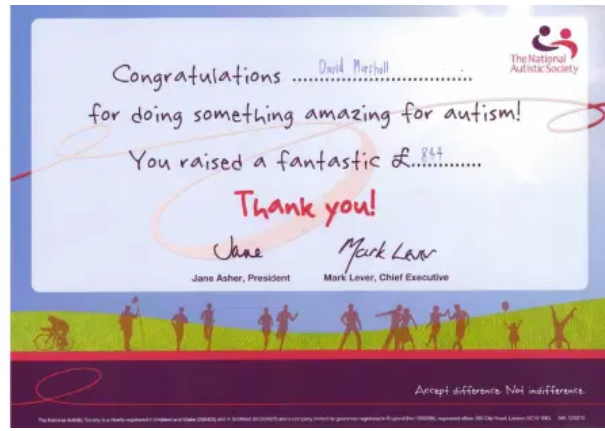 The National
Autistic Society
Congratulations ........David Marshall........
for doing something amazing for autism!
You raised a fantastic £..844..........
Thank you!
Jane
Mark Lever
Jane Asher, President
Mark Lever, Chief Executive
Accept difference. Not indifference.